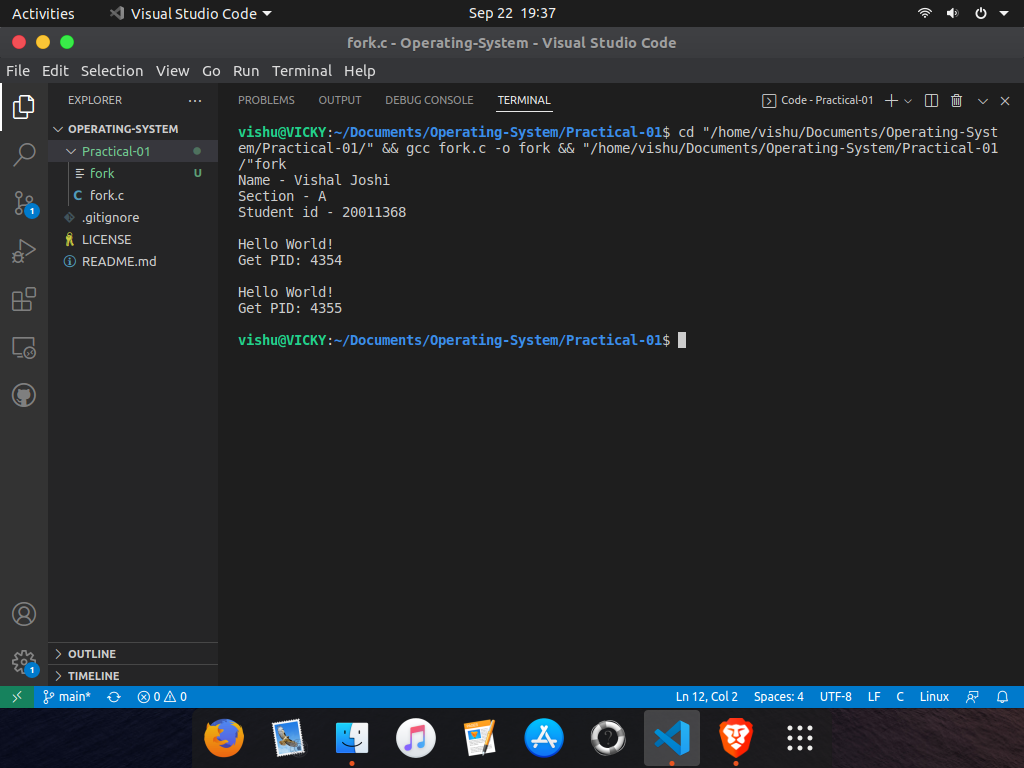 Activities
Visual Studio Code
Sep 22 19:37
fork.c - Operating-System - Visual Studio Code
File Edit Selection View Go Run Terminal Help
EXPLORER
OPERATING-SYSTEM
Practical-01
fork
U
fork.c
.gitignore
LICENSE
README.md
OUTLINE
TIMELINE
1
1
PROBLEMS OUTPUT DEBUG CONSOLE TERMINAL
Code - Practical-01
vishu@VICKY:~/Documents/Operating-System/Practical-01$ cd "/home/vishu/Documents/Operating-Syst
em/Practical-01/" && gcc fork.c -o fork && "/home/vishu/Documents/Operating-System/Practical-01
/"fork
Name - Vishal Joshi
Section - A
Student id - 20011368
Hello World!
Get PID: 4354
Hello World!
Get PID: 4355
vishu@VICKY:~/Documents/Operating-System/Practical-01$
main*
0
0
Ln 12, Col 2
Spaces: 4
UTF-8
LF
C
Linux